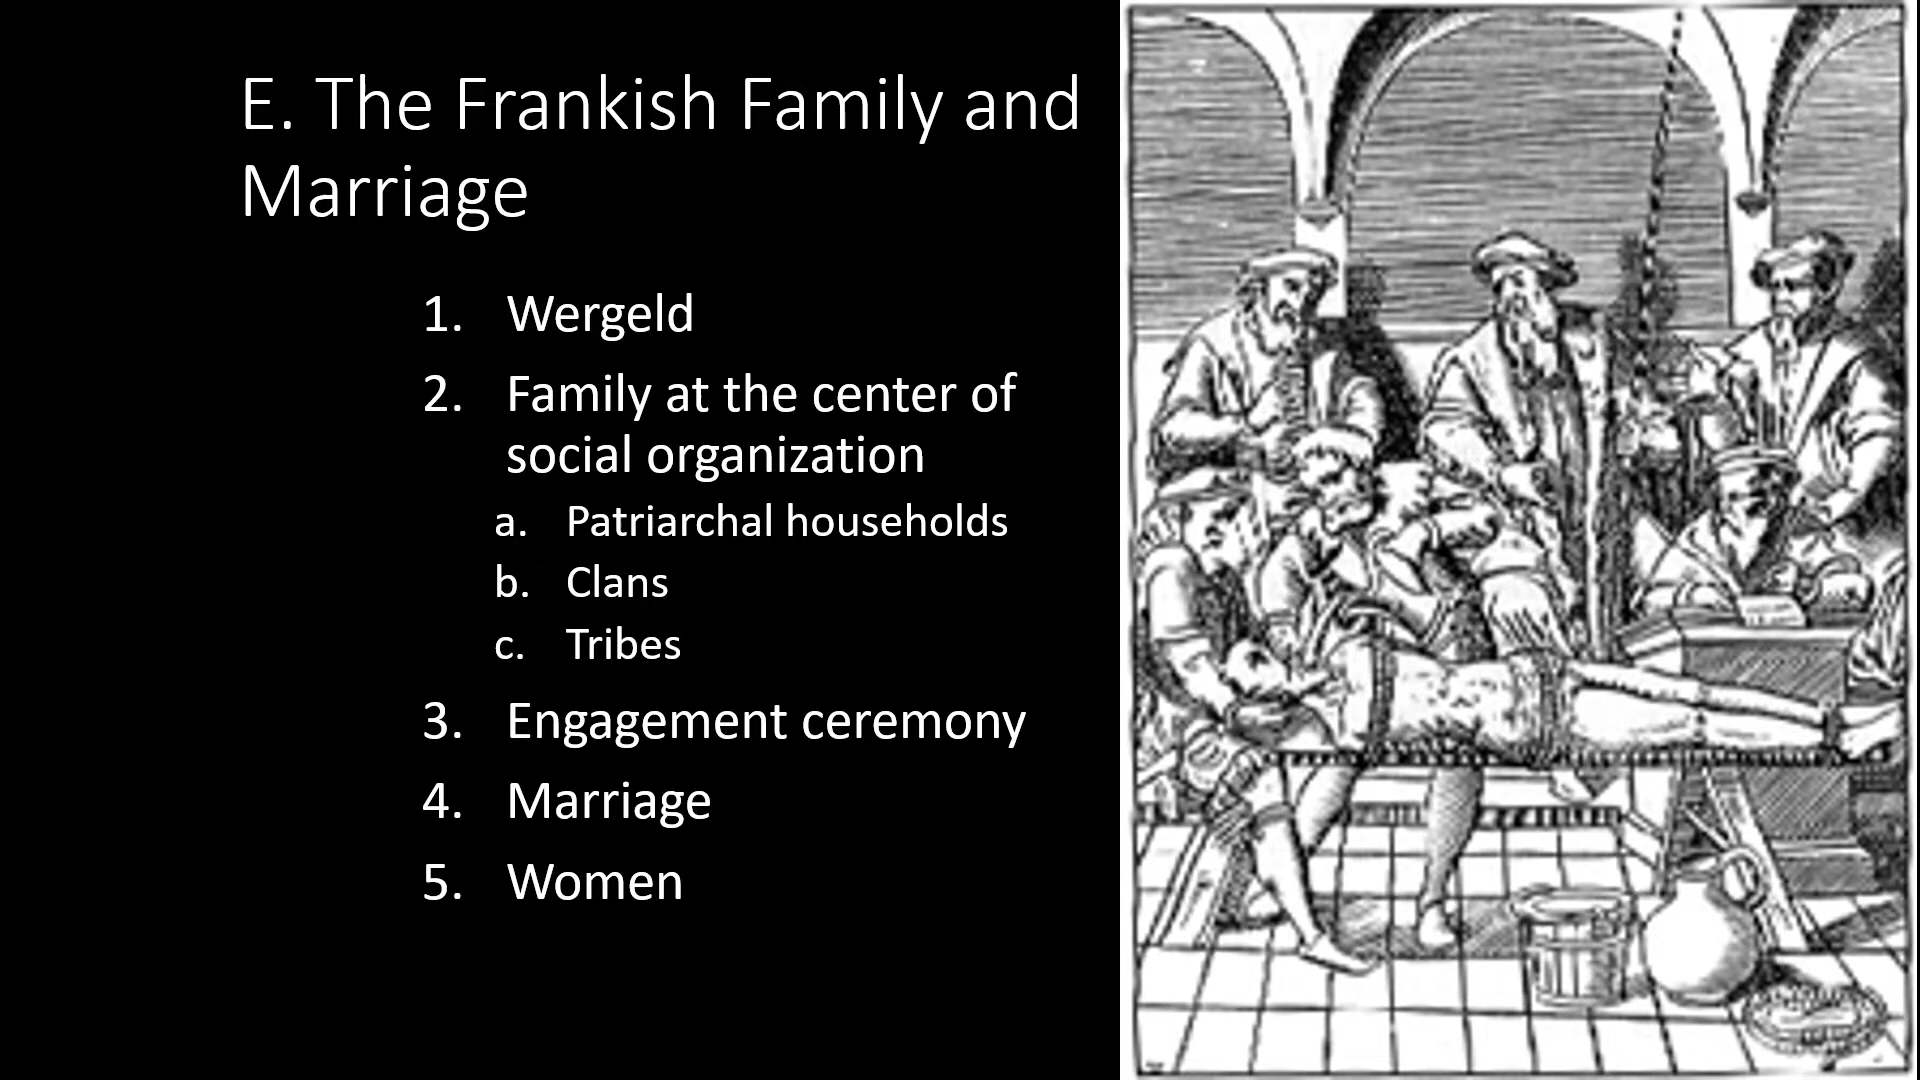 E. The Frankish Family and
Marriage
1. Wergeld
2. Family at the center of
social organization
a. Patriarchal households
b. Clans
c. Tribes
3. Engagement ceremony
4. Marriage
5. Women